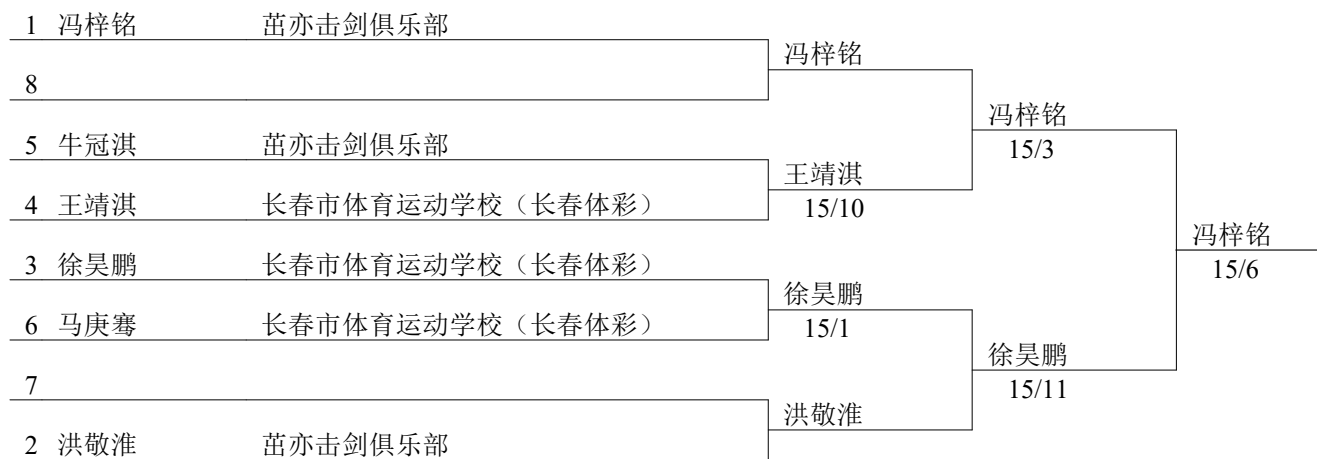 1 冯梓铭 茁亦击剑俱乐部
冯梓铭
8
冯梓铭
15/3
5 牛冠淇 茁亦击剑俱乐部
王靖淇
15/10
4 王靖淇 长春市体育运动学校（长春体彩）
冯梓铭
15/6
3 徐昊鹏 长春市体育运动学校（长春体彩）
徐昊鹏
15/1
6 马庚骞 长春市体育运动学校（长春体彩）
徐昊鹏
15/11
7
洪敬淮
2 洪敬淮 茁亦击剑俱乐部